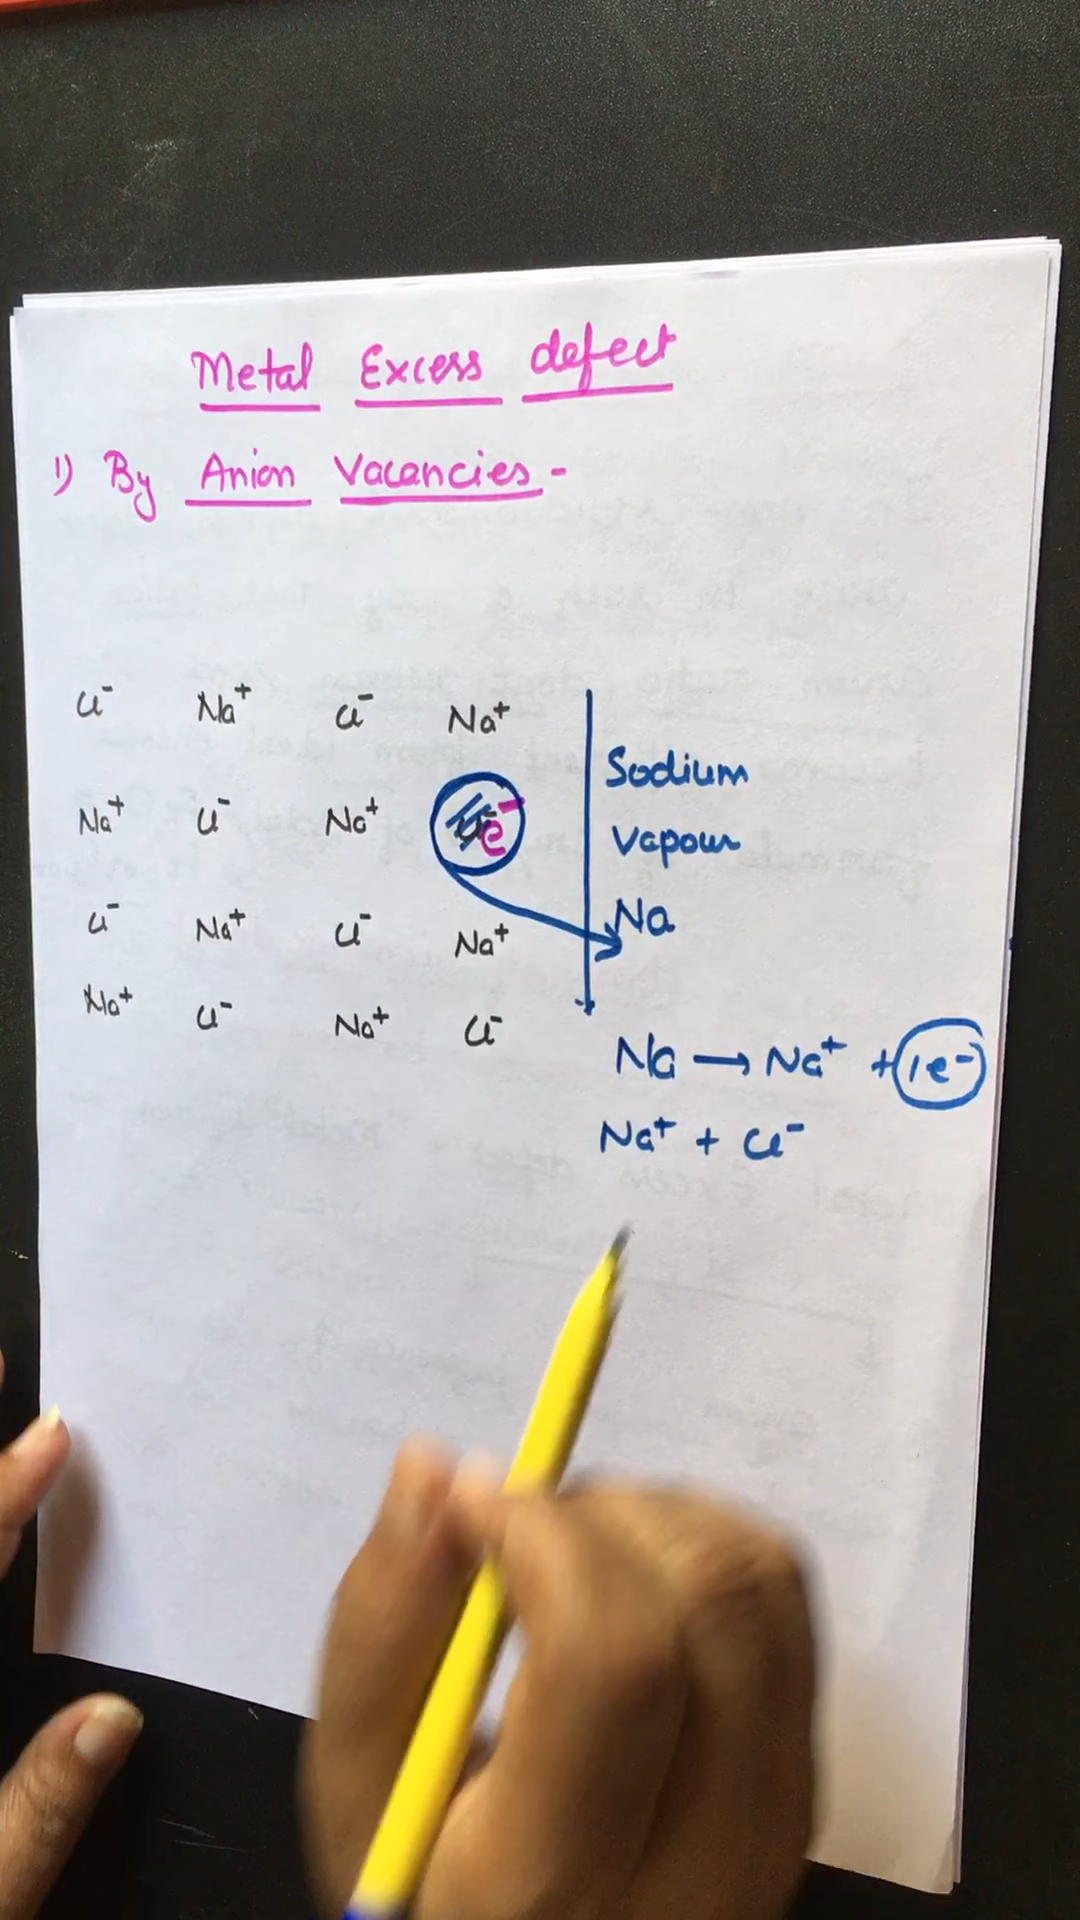 Metal Excess defect
1) By Anion Vacancies -
Cl⁻ Na⁺ Cl⁻ Na⁺
Na⁺ Cl⁻ Na⁺ e⁻
Cl⁻ Na⁺ Cl⁻ Na⁺
Na⁺ Cl⁻ Na⁺ Cl⁻
Sodium
Vapour
Na
Na → Na⁺ + 1e⁻
Na⁺ + Cl⁻